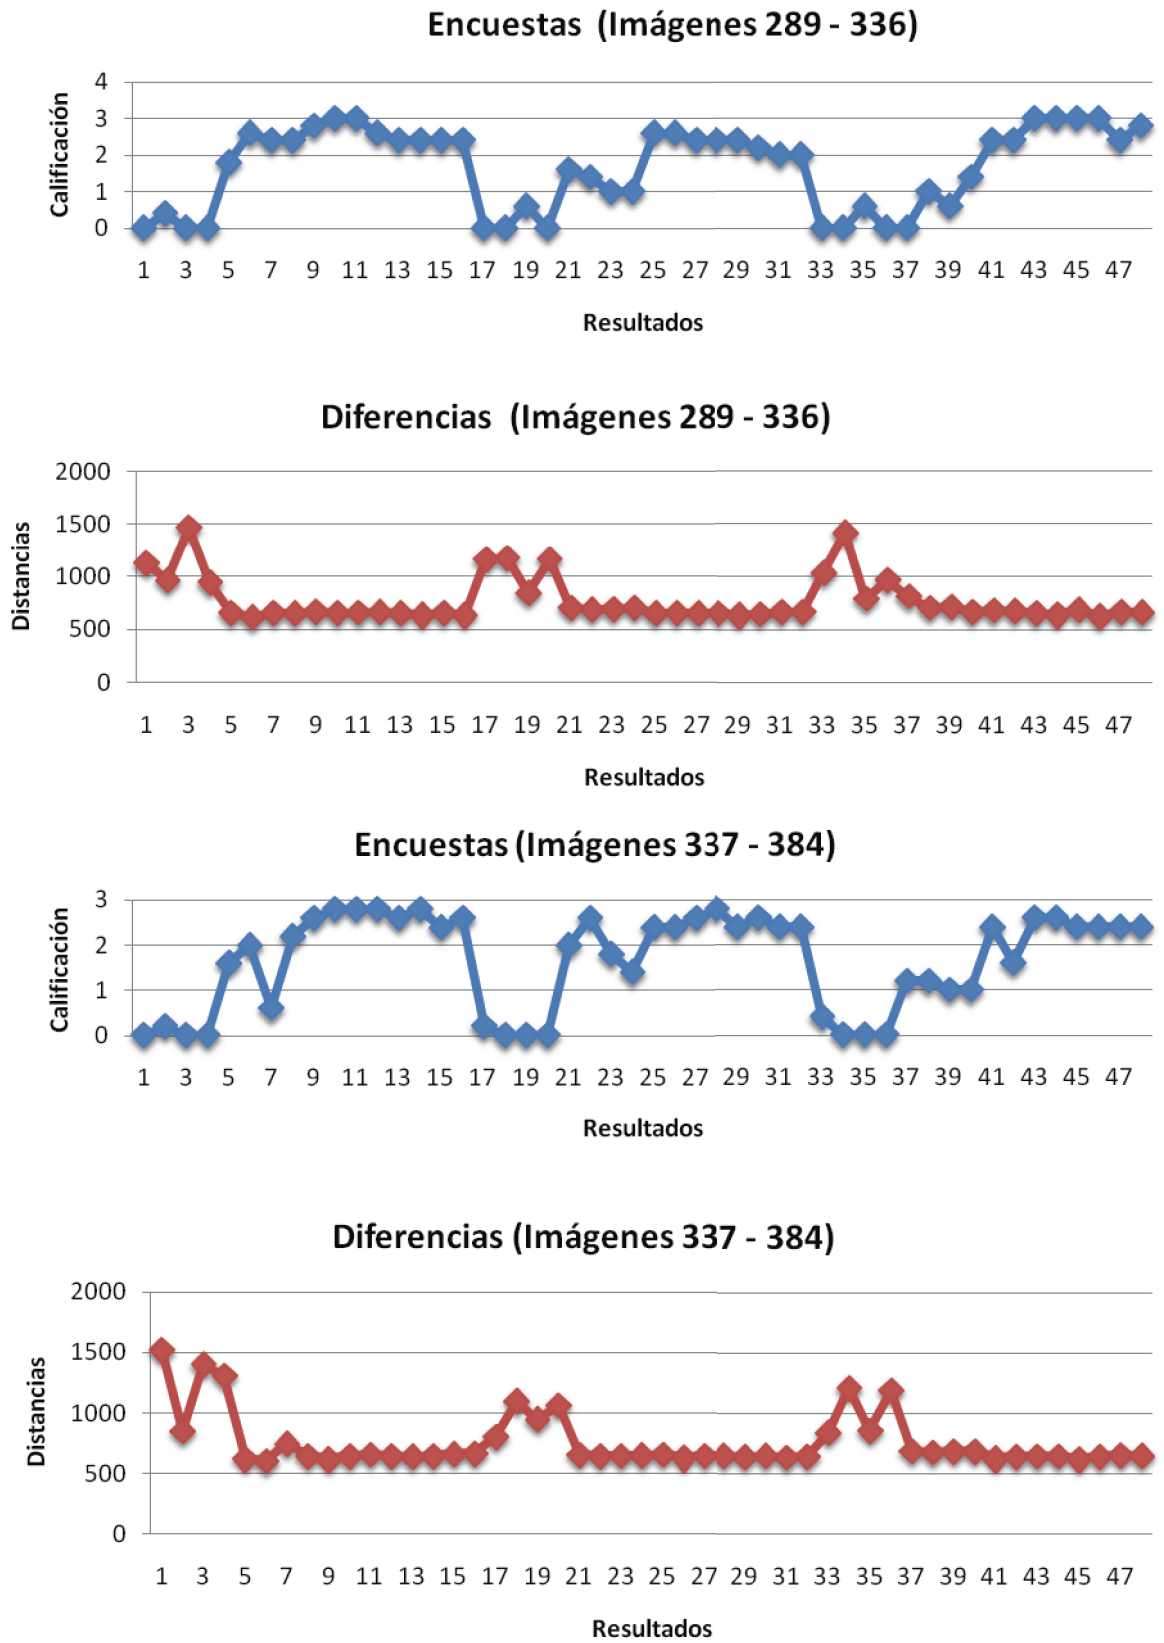 Encuestas (Imágenes 289 - 336)
4
3
2
1
0
Calificación
1 3 5 7 9 11 13 15 17 19 21 23 25 27 29 31 33 35 37 39 41 43 45 47
Resultados
Diferencias (Imágenes 289 - 336)
2000
1500
1000
500
0
Distancias
1 3 5 7 9 11 13 15 17 19 21 23 25 27 29 31 33 35 37 39 41 43 45 47
Resultados
Encuestas (Imágenes 337 - 384)
3
2
1
0
Calificación
1 3 5 7 9 11 13 15 17 19 21 23 25 27 29 31 33 35 37 39 41 43 45 47
Resultados
Diferencias (Imágenes 337 - 384)
2000
1500
1000
500
0
Distancias
1 3 5 7 9 11 13 15 17 19 21 23 25 27 29 31 33 35 37 39 41 43 45 47
Resultados